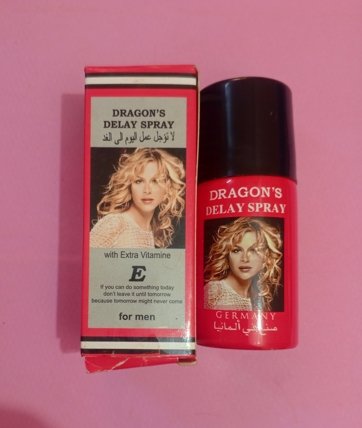 DRAGON'S
DELAY SPRAY
لا تؤجل عمل اليوم الى الغد
with Extra Vitamine
E
if you can do something today
don't leave it until tomorrow
because tomorrow might never come
for men
DRAGON'S
DELAY SPRAY
GERMANY
صنع في ألمانيا